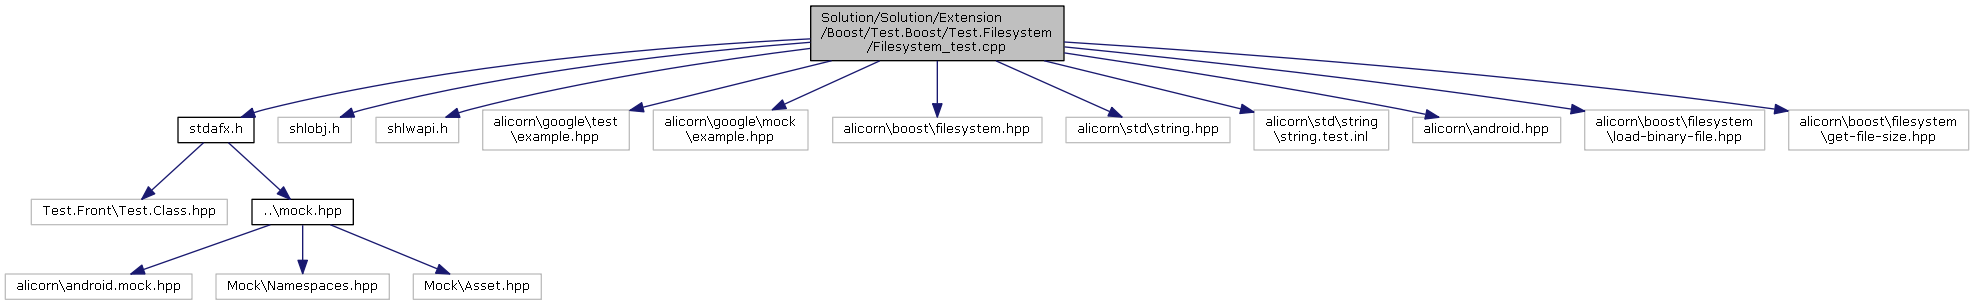 Solution/Solution/Extension
/Boost/Test.Boost/Test.Filesystem
/Filesystem_test.cpp
stdafx.h
shlobj.h
shlwapi.h
alicorn\google\test
\example.hpp
alicorn\google\mock
\example.hpp
alicorn\boost\filesystem.hpp
alicorn\std\string.hpp
alicorn\std\string
\string.test.inl
alicorn\android.hpp
alicorn\boost\filesystem
\load-binary-file.hpp
alicorn\boost\filesystem
\get-file-size.hpp
Test.Front\Test.Class.hpp
..\mock.hpp
alicorn\android.mock.hpp
Mock\Namespaces.hpp
Mock\Asset.hpp